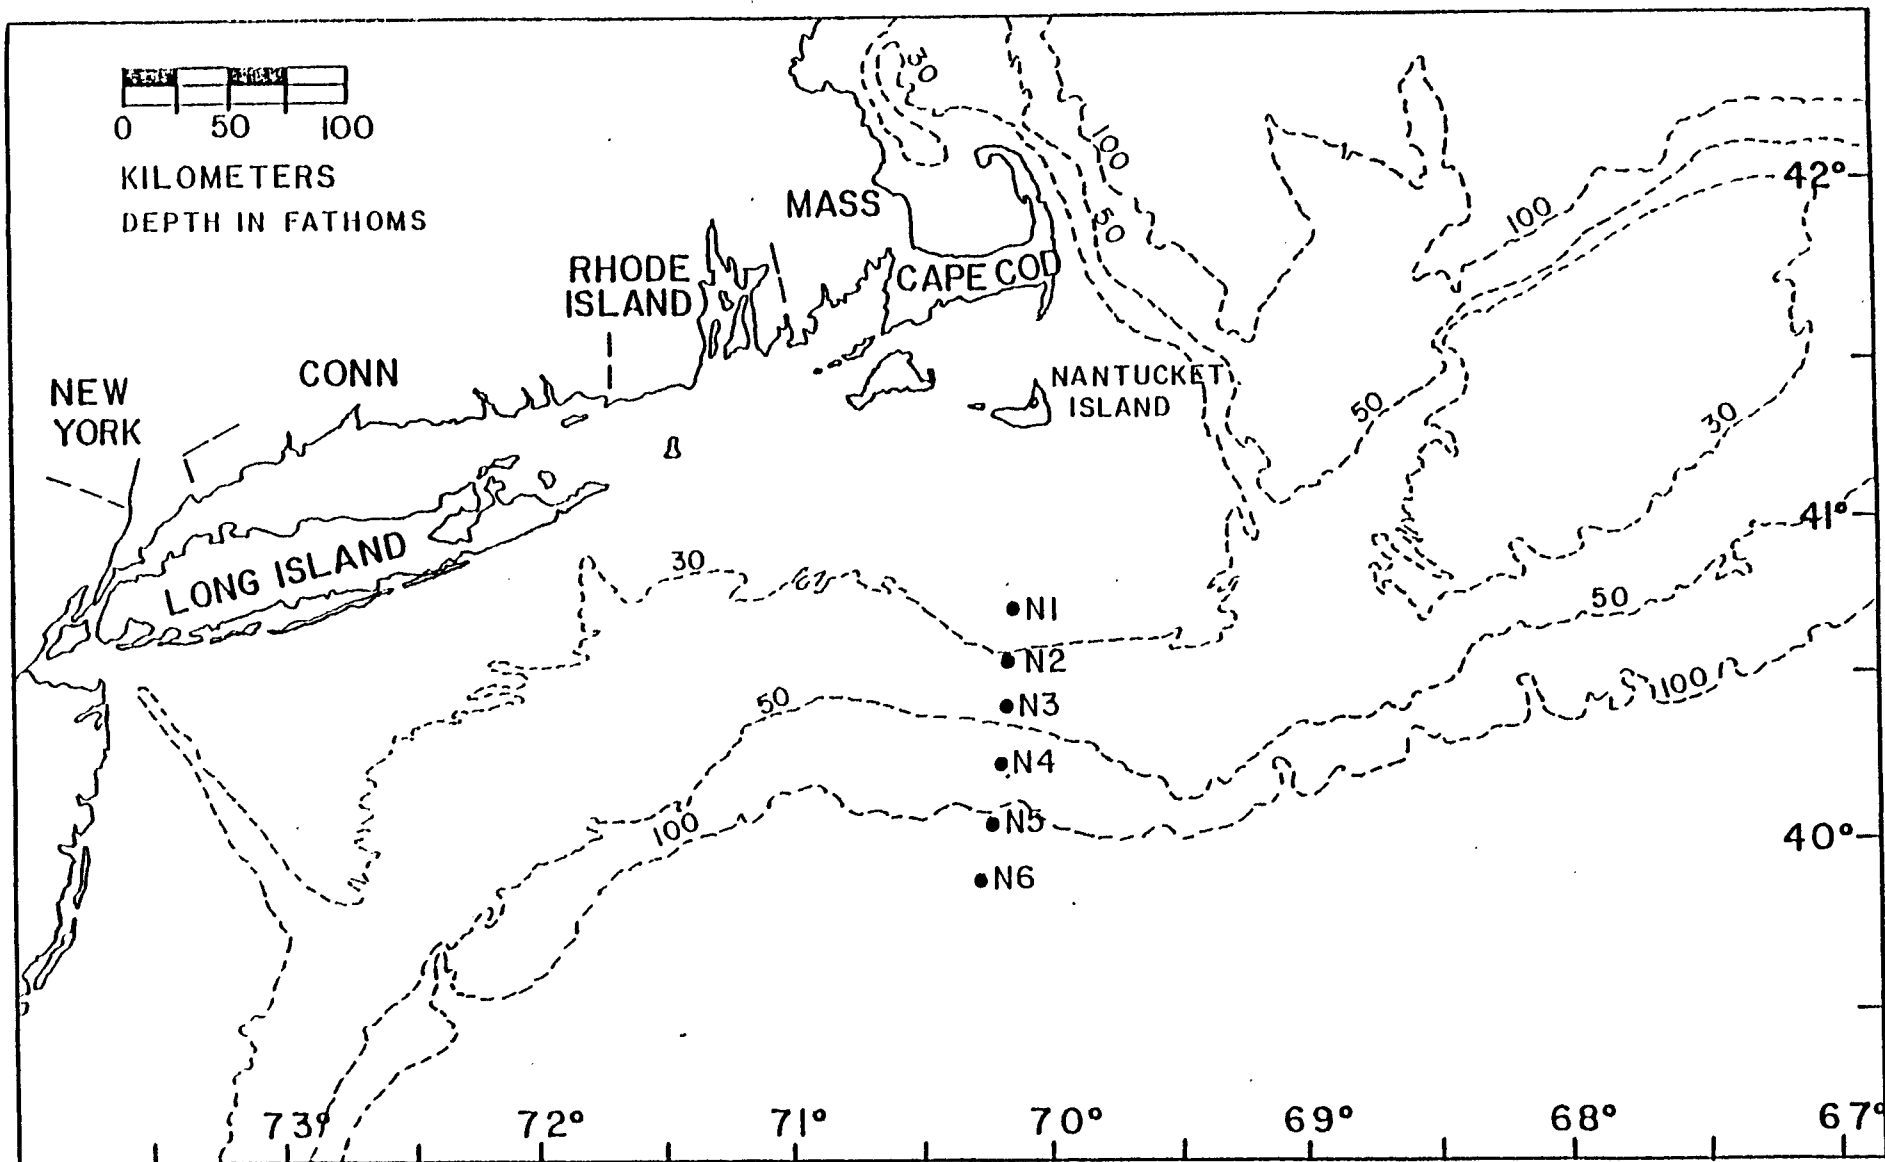 0 50 100
KILOMETERS
DEPTH IN FATHOMS
30
100
50
MASS
RHODE
ISLAND
CAPE COD
CONN
NEW
YORK
NANTUCKET
ISLAND
LONG ISLAND
100
42°
50
30
41°
30
50
100
50
100
N1
N2
N3
N4
N5
N6
40°
73° 72° 71° 70° 69° 68° 67°